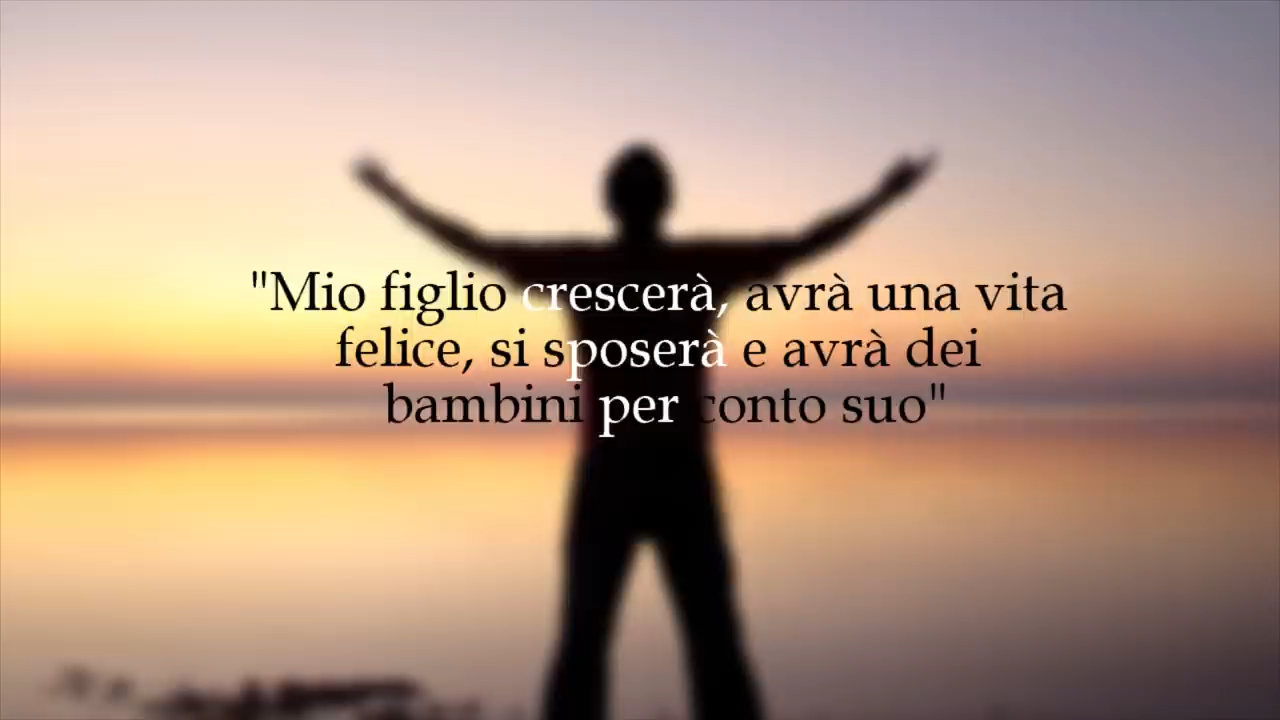 "Mio figlio crescerà, avrà una vita
felice, si sposerà e avrà dei
bambini per conto suo"